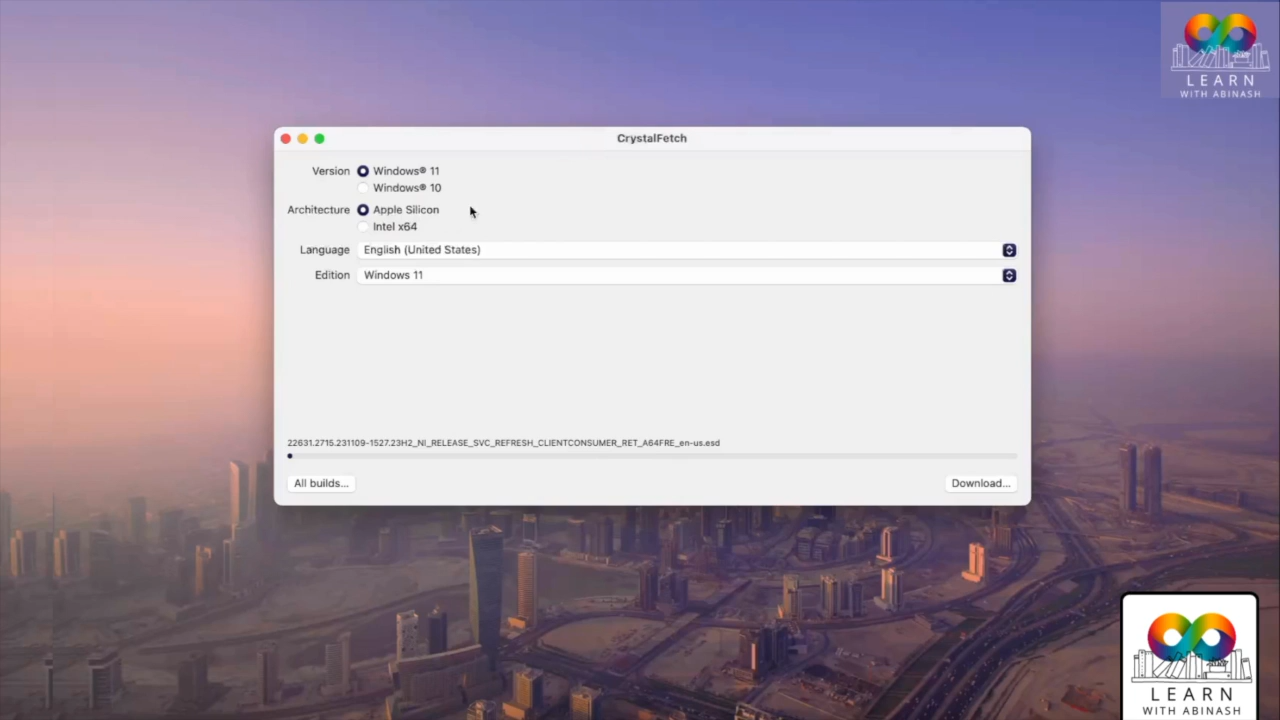 LEARN
WITH ABINASH
CrystalFetch
Version Windows® 11
Windows® 10
Architecture Apple Silicon
Intel x64
Language English (United States)
Edition Windows 11
22631.2715.231109-1527.23H2_NI_RELEASE_SVC_REFRESH_CLIENTCONSUMER_RET_A64FRE_en-us.esd
All builds... Download...
LEARN
WITH ABINASH